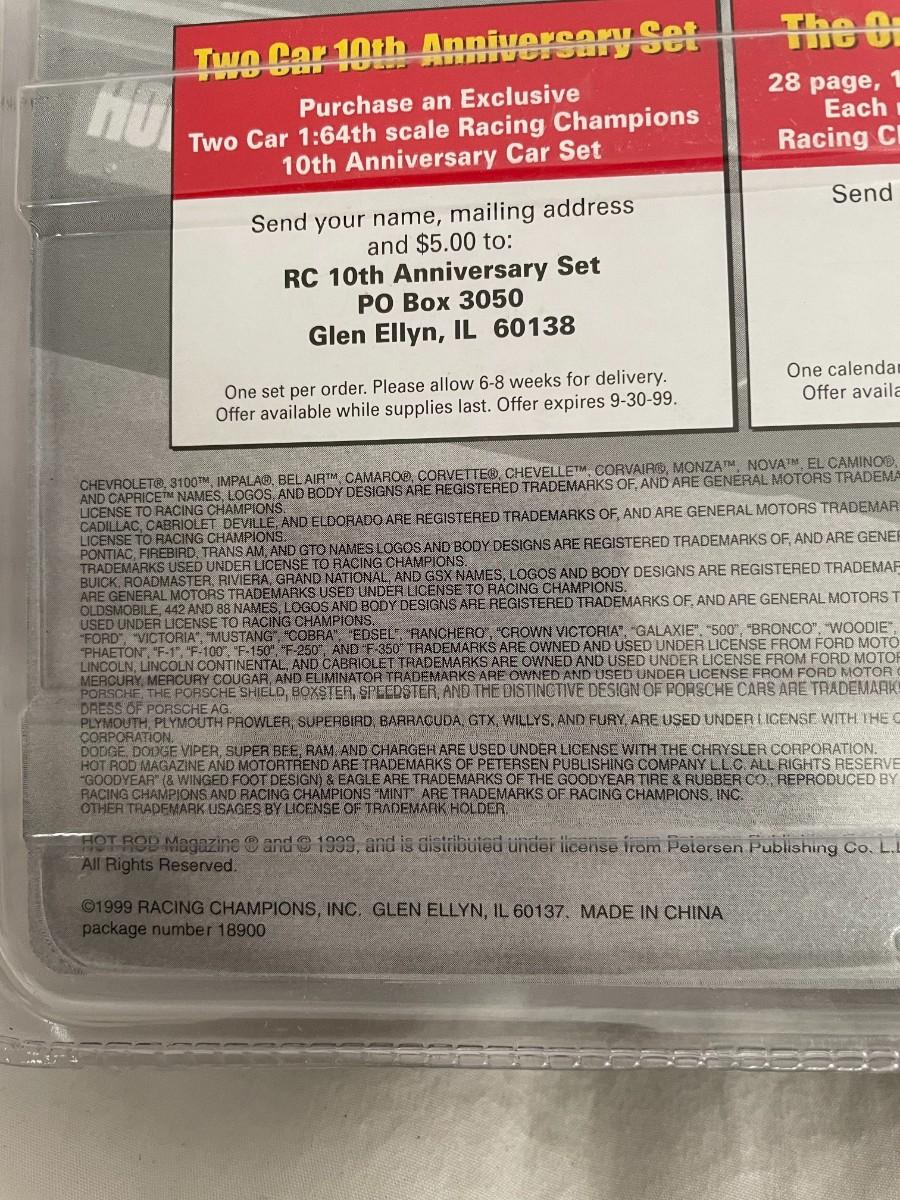 Two Car 10th Anniversary Set
Purchase an Exclusive
Two Car 1:64th scale Racing Champions
10th Anniversary Car Set
Send your name, mailing address
and $5.00 to:
RC 10th Anniversary Set
PO Box 3050
Glen Ellyn, IL 60138
One set per order. Please allow 6-8 weeks for delivery.
Offer available while supplies last. Offer expires 9-30-99.
The
28 page,
Each
Racing
Send
One
Offer
CHEVROLET®, 3100™, IMPALA®, BEL AIR™, CAMARO®, CORVETTE®, CHEVELLE™, CORVAIR®, MONZA™, NOVA™, EL CAMINO®,
AND CAPRICE™ NAMES, LOGOS, AND BODY DESIGNS ARE REGISTERED TRADEMARKS OF, AND ARE GENERAL MOTORS TRADEMA
LICENSE TO RACING CHAMPIONS.
CADILLAC, CABRIOLET DEVILLE, AND ELDORADO ARE REGISTERED TRADEMARKS OF, AND ARE GENERAL MOTORS TRADEMAR
LICENSE TO RACING CHAMPIONS.
PONTIAC, FIREBIRD, TRANS AM, AND GTO NAMES LOGOS AND BODY DESIGNS ARE REGISTERED TRADEMARKS OF, AND ARE GENE
TRADEMARKS USED UNDER LICENSE TO RACING CHAMPIONS.
BUICK, ROADMASTER, RIVIERA, GRAND NATIONAL, AND GSX NAMES, LOGOS AND BODY DESIGNS ARE REGISTERED TRADEMAR
ARE GENERAL MOTORS TRADEMARKS USED UNDER LICENSE TO RACING CHAMPIONS.
OLDSMOBILE, 442 AND 88 NAMES, LOGOS AND BODY DESIGNS ARE REGISTERED TRADEMARKS OF, AND ARE GENERAL MOTORS T
USED UNDER LICENSE TO RACING CHAMPIONS.
"FORD", "VICTORIA", "MUSTANG", "COBRA", "EDSEL", "RANCHERO", "CROWN VICTORIA", "GALAXIE", "500", "BRONCO", "WOODIE",
"PHAETON", "F-1", "F-100", "F-150", "F-250", AND "F-350" TRADEMARKS ARE OWNED AND USED UNDER LICENSE FROM FORD MOTO
LINCOLN, LINCOLN CONTINENTAL, AND CABRIOLET TRADEMARKS ARE OWNED AND USED UNDER LICENSE FROM FORD MOTOR
MERCURY, MERCURY COUGAR, AND ELIMINATOR TRADEMARKS ARE OWNED AND USED UNDER LICENSE FROM FORD MOTOR
PORSCHE, THE PORSCHE SHIELD, BOXSTER, SPEEDSTER, AND THE DISTINCTIVE DESIGN OF PORSCHE CARS ARE TRADEMARK
DRESS OF PORSCHE AG.
PLYMOUTH, PLYMOUTH PROWLER, SUPERBIRD, BARRACUDA, GTX, WILLYS, AND FURY, ARE USED UNDER LICENSE WITH THE C
CORPORATION.
DODGE, DODGE VIPER, SUPER BEE, RAM, AND CHARGEH ARE USED UNDER LICENSE WITH THE CHRYSLER CORPORATION.
HOT ROD MAGAZINE AND MOTORTREND ARE TRADEMARKS OF PETERSEN PUBLISHING COMPANY L.L.C. ALL RIGHTS RESERVE
"GOODYEAR" (& WINGED FOOT DESIGN) & EAGLE ARE TRADEMARKS OF THE GOODYEAR TIRE & RUBBER CO., REPRODUCED BY
RACING CHAMPIONS AND RACING CHAMPIONS "MINT" ARE TRADEMARKS OF RACING CHAMPIONS, INC.
OTHER TRADEMARK USAGES BY LICENSE OF TRADEMARK HOLDER.
HOT ROD Magazine ® and © 1999, and is distributed under license from Petersen Publishing Co. L.L
All Rights Reserved.
©1999 RACING CHAMPIONS, INC. GLEN ELLYN, IL 60137. MADE IN CHINA
package number 18900